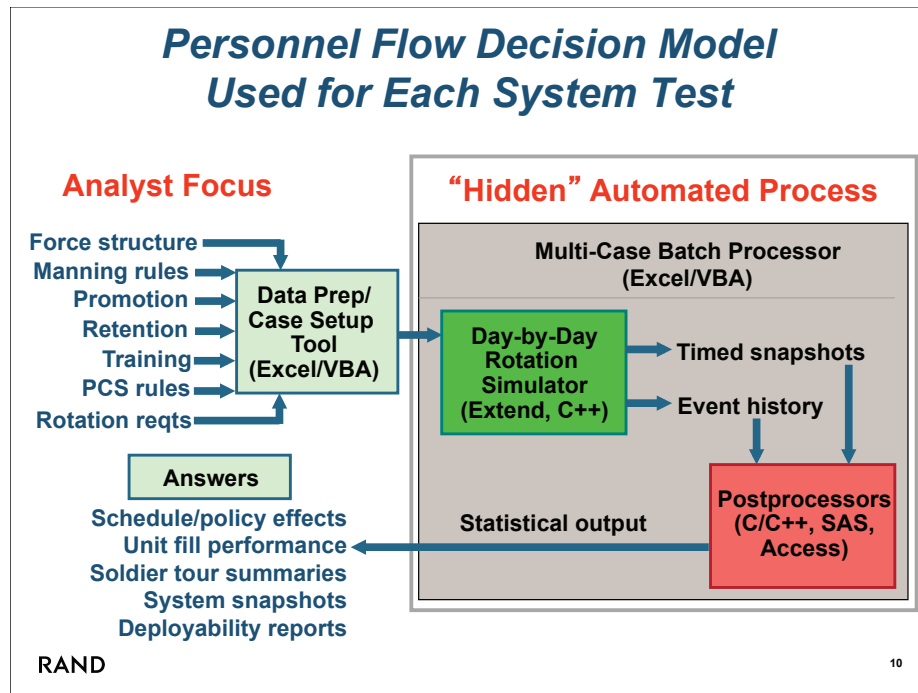 Personnel Flow Decision Model
Used for Each System Test
Analyst Focus
Force structure
Manning rules
Promotion
Retention
Training
PCS rules
Rotation reqts
Data Prep/
Case Setup
Tool
(Excel/VBA)
“Hidden” Automated Process
Multi-Case Batch Processor
(Excel/VBA)
Day-by-Day
Rotation
Simulator
(Extend, C++)
Timed snapshots
Event history
Postprocessors
(C/C++, SAS,
Access)
Statistical output
Answers
Schedule/policy effects
Unit fill performance
Soldier tour summaries
System snapshots
Deployability reports
RAND
10